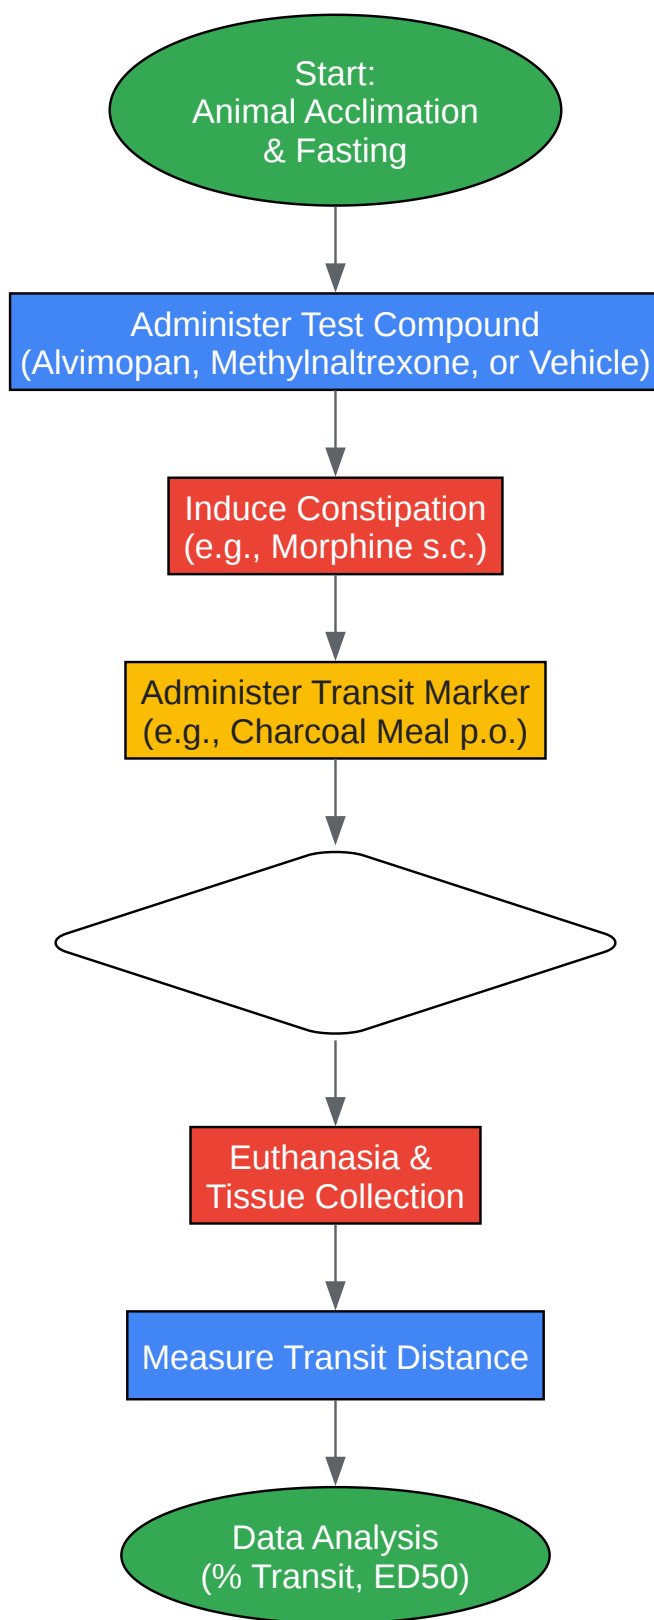 Start:
Animal Acclimation
& Fasting
Administer Test Compound
(Alvimopan, Methylnaltrexone, or Vehicle)
Induce Constipation
(e.g., Morphine s.c.)
Administer Transit Marker
(e.g., Charcoal Meal p.o.)
Euthanasia &
Tissue Collection
Measure Transit Distance
Data Analysis
(% Transit, ED50)